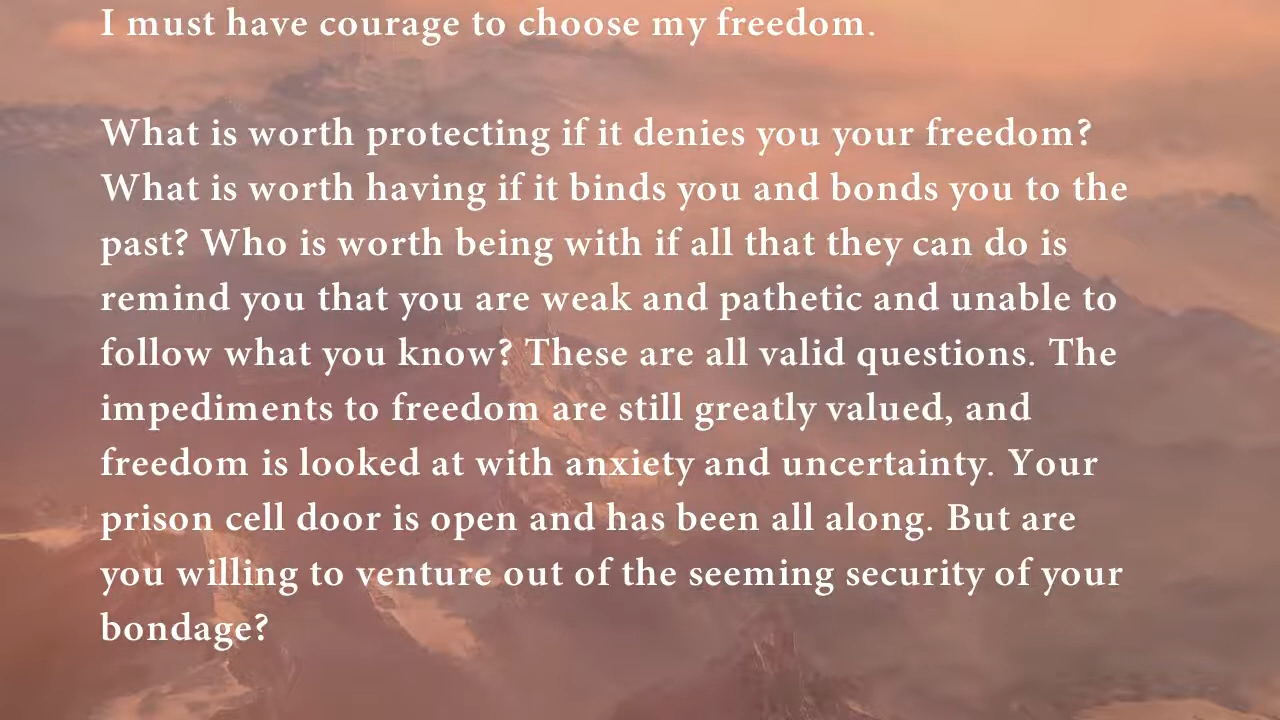 I must have courage to choose my freedom.
What is worth protecting if it denies you your freedom?
What is worth having if it binds you and bonds you to the
past? Who is worth being with if all that they can do is
remind you that you are weak and pathetic and unable to
follow what you know? These are all valid questions. The
impediments to freedom are still greatly valued, and
freedom is looked at with anxiety and uncertainty. Your
prison cell door is open and has been all along. But are
you willing to venture out of the seeming security of your
bondage?